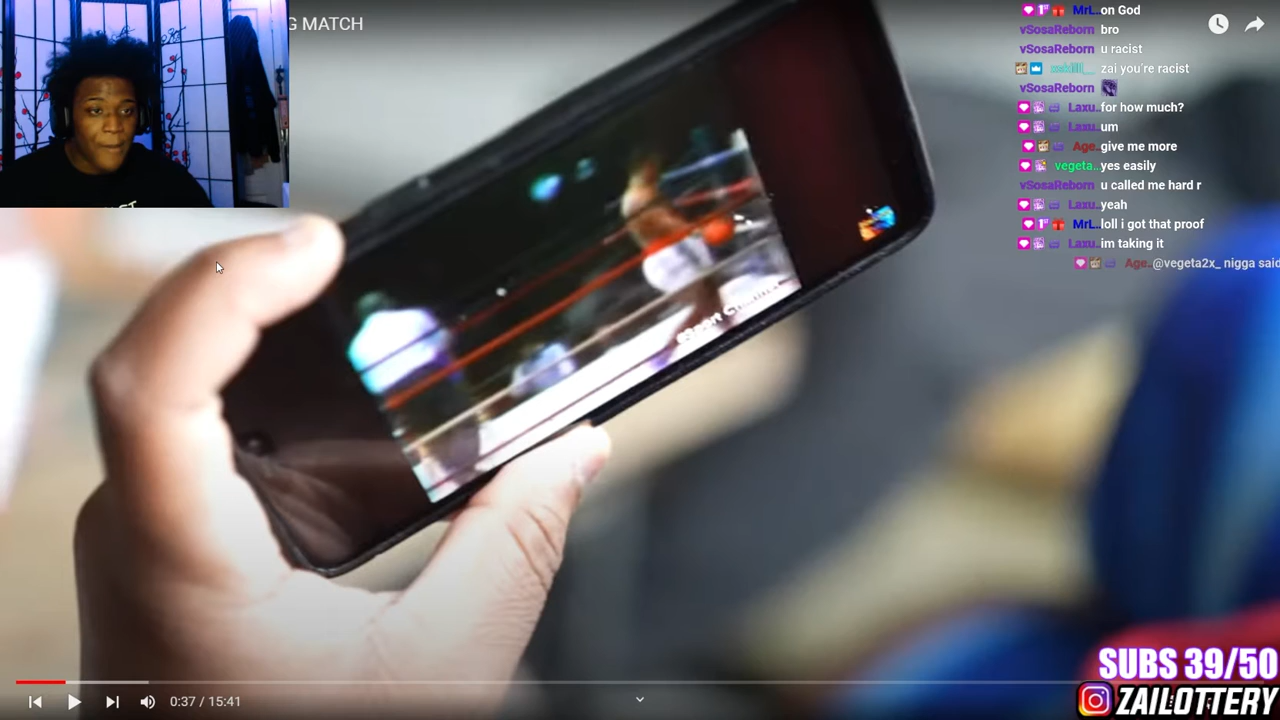 G MATCH
MrL.. on God
vSosaReborn bro
vSosaReborn u racist
zai you're racist
vSosaReborn
Laxu.. for how much?
Laxu.. um
Age.. give me more
vegeta.. yes easily
vSosaReborn u called me hard r
Laxu.. yeah
MrL.. loll i got that proof
Laxu.. im taking it
Age.. @vegeta2x_ nigga said
0:37 / 15:41
SUBS 39/50
ZAILOTTERY